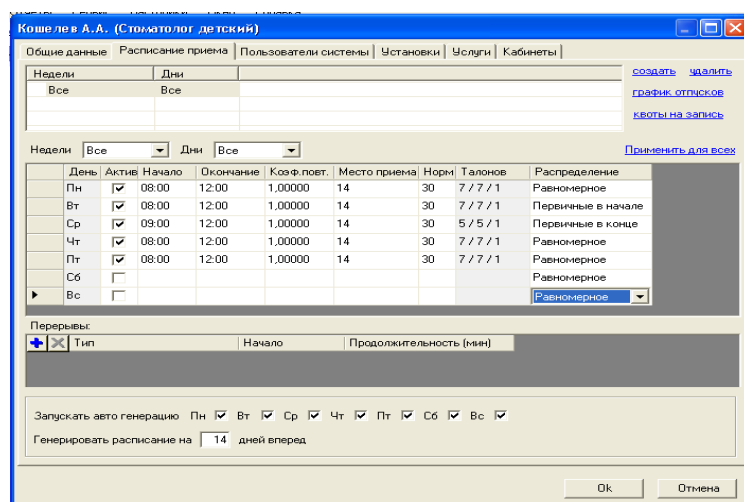 Кошелев А.А. (Стоматолог детский)
Общие данные Расписание приема Пользователи системы Установки Услуги Кабинеты
Недели Дни создать удалить
Все Все график отпусков
квоты на запись
Недели Все Дни Все Применить для всех
День Актив Начало Окончание Коэф.повт. Место приема Норм Талонов Распределение
Пн 08:00 12:00 1,00000 14 30 7 / 7 / 1 Равномерное
Вт 08:00 12:00 1,00000 14 30 7 / 7 / 1 Первичные в начале
Ср 09:00 12:00 1,00000 14 30 5 / 5 / 1 Первичные в конце
Чт 08:00 12:00 1,00000 14 30 7 / 7 / 1 Равномерное
Пт 08:00 12:00 1,00000 14 30 7 / 7 / 1 Равномерное
Сб Равномерное
Вс Равномерное
Перерывы:
Тип Начало Продолжительность (мин)
Запускать авто генерацию Пн Вт Ср Чт Пт Сб Вс
Генерировать расписание на 14 дней вперед
Ok Отмена